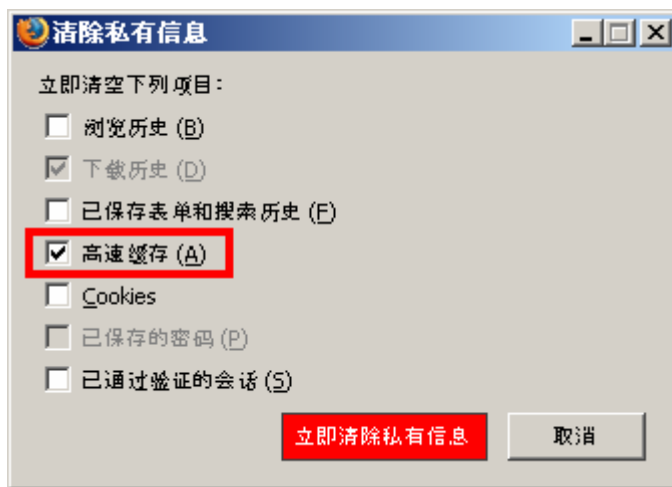 清除私有信息
立即清空下列项目:
浏览历史 (B)
下载历史 (D)
已保存表单和搜索历史 (F)
高速缓存 (A)
Cookies
已保存的密码 (P)
已通过验证的会话 (S)
立即清除私有信息 取消